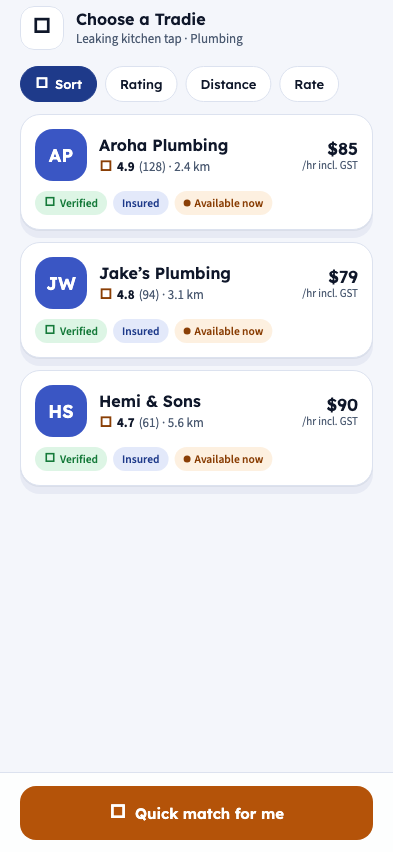 Choose a Tradie
Leaking kitchen tap · Plumbing
Sort
Rating
Distance
Rate
AP
Aroha Plumbing
4.9 (128) · 2.4 km
$85
/hr incl. GST
Verified
Insured
Available now
JW
Jake’s Plumbing
4.8 (94) · 3.1 km
$79
/hr incl. GST
Verified
Insured
Available now
HS
Hemi & Sons
4.7 (61) · 5.6 km
$90
/hr incl. GST
Verified
Insured
Available now
Quick match for me